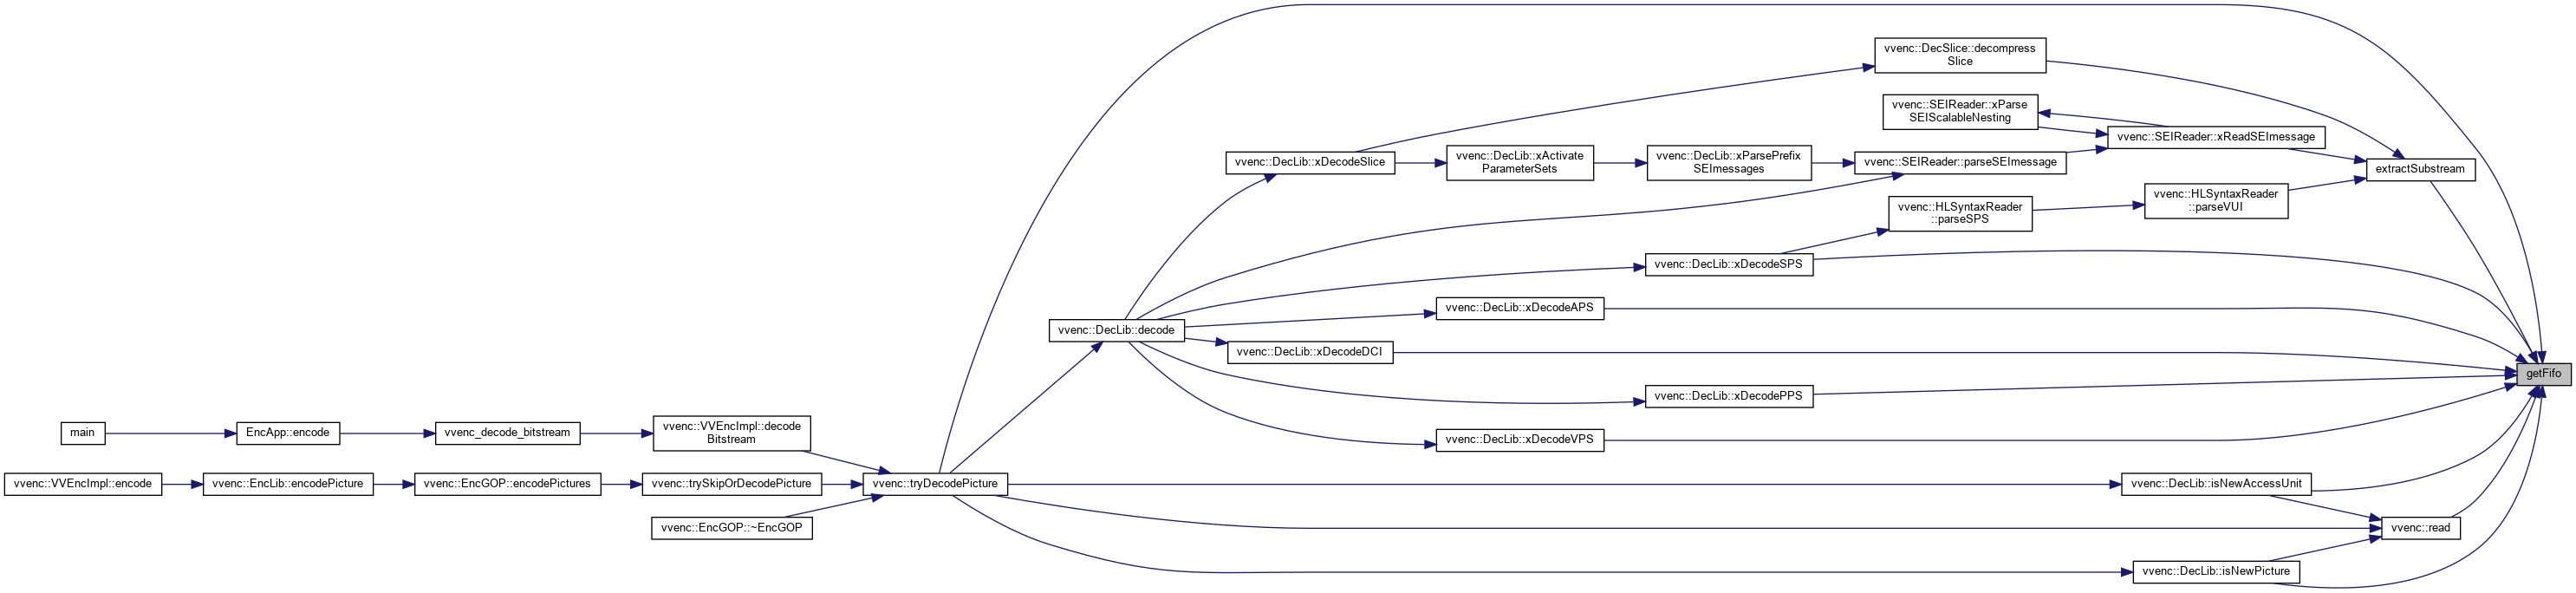 vvenc::DecSlice::decompress
Slice
vvenc::SEIReader::xParse
SEIScalableNesting
vvenc::SEIReader::xReadSEImessage
vvenc::DecLib::xDecodeSlice
vvenc::DecLib::xActivate
ParameterSets
vvenc::DecLib::xParsePrefix
SEImessages
vvenc::SEIReader::parseSEImessage
extractSubstream
vvenc::HLSyntaxReader
::parseVUI
vvenc::HLSyntaxReader
::parseSPS
vvenc::DecLib::xDecodeSPS
vvenc::DecLib::xDecodeAPS
vvenc::DecLib::decode
vvenc::DecLib::xDecodeDCI
getFifo
vvenc::DecLib::xDecodePPS
main
EncApp::encode
vvenc_decode_bitstream
vvenc::VVEncImpl::decode
Bitstream
vvenc::DecLib::xDecodeVPS
vvenc::VVEncImpl::encode
vvenc::EncLib::encodePicture
vvenc::EncGOP::encodePictures
vvenc::trySkipOrDecodePicture
vvenc::tryDecodePicture
vvenc::DecLib::isNewAccessUnit
vvenc::EncGOP::~EncGOP
vvenc::read
vvenc::DecLib::isNewPicture